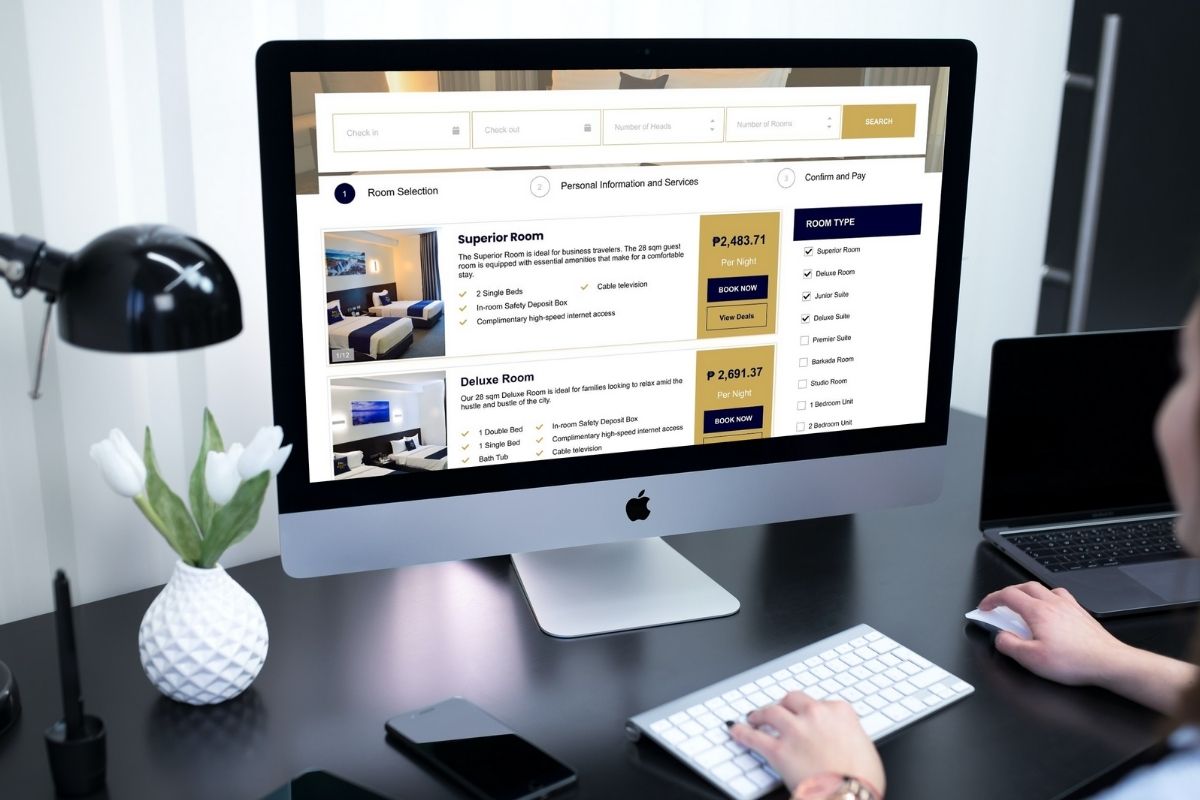 Check in
Check out
Number of Heads
Number of Rooms
SEARCH
1
Room Selection
2
Personal Information and Services
3
Confirm and Pay
Superior Room
The Superior Room is ideal for business travelers. The 28 sqm guest
room is equipped with essential amenities that make for a comfortable
stay.
2 Single Beds
Cable television
In-room Safety Deposit Box
Complimentary high-speed internet access
1/12
₱2,483.71
Per Night
BOOK NOW
View Deals
Deluxe Room
Our 28 sqm Deluxe Room is ideal for families looking to relax amid the
hustle and bustle of the city.
1 Double Bed
1 Single Bed
Bath Tub
In-room Safety Deposit Box
Complimentary high-speed internet access
Cable television
₱ 2,691.37
Per Night
BOOK NOW
ROOM TYPE
Superior Room
Deluxe Room
Junior Suite
Deluxe Suite
Premier Suite
Barkada Room
Studio Room
1 Bedroom Unit
2 Bedroom Unit